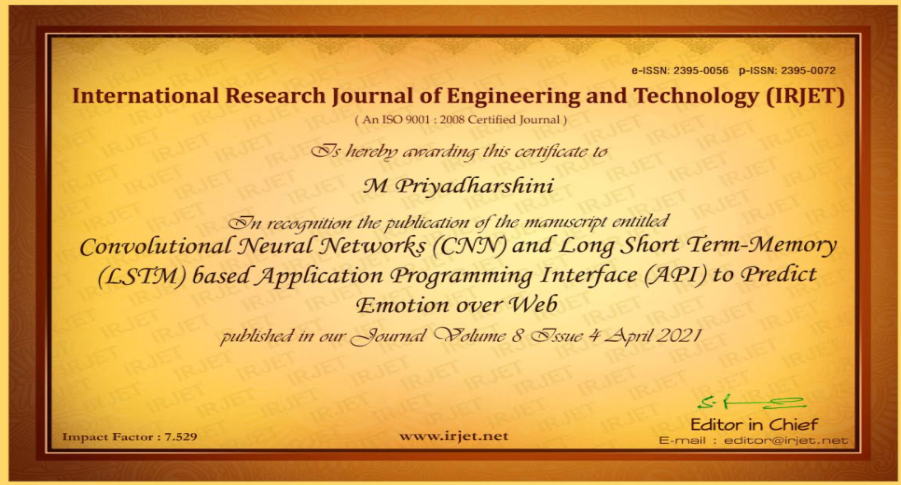 e-ISSN: 2395-0056 p-ISSN: 2395-0072
International Research Journal of Engineering and Technology (IRJET)
( An ISO 9001 : 2008 Certified Journal )
Is hereby awarding this certificate to
M Priyadharshini
In recognition the publication of the manuscript entitled
Convolutional Neural Networks (CNN) and Long Short Term-Memory
(LSTM) based Application Programming Interface (API) to Predict
Emotion over Web
published in our Journal Volume 8 Issue 4 April 2021
Editor in Chief
Impact Factor : 7.529 www.irjet.net E-mail : editor@irjet.net